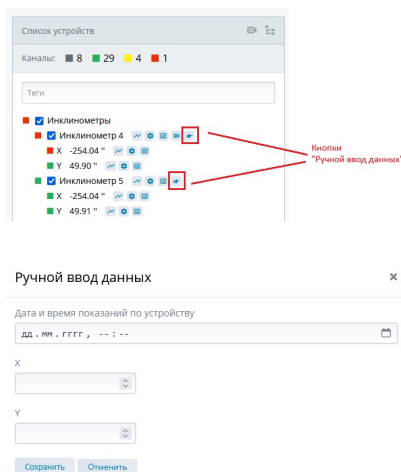 Список устройств
Каналы: 8 29 4 1
Теги
Инклинометры
Инклинометр 4
X -254.04 "
Y 49.90 "
Инклинометр 5
X -254.04 "
Y 49.91 "
Кнопки
"Ручной ввод данных"
Ручной ввод данных
Дата и время показаний по устройству
дд.мм.гггг, --:--
X
Y
Сохранить Отменить